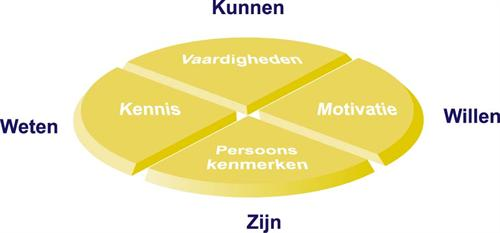 Kunnen
Vaardigheden
Kennis
Motivatie
Weten
Willen
Persoons
kenmerken
Zijn